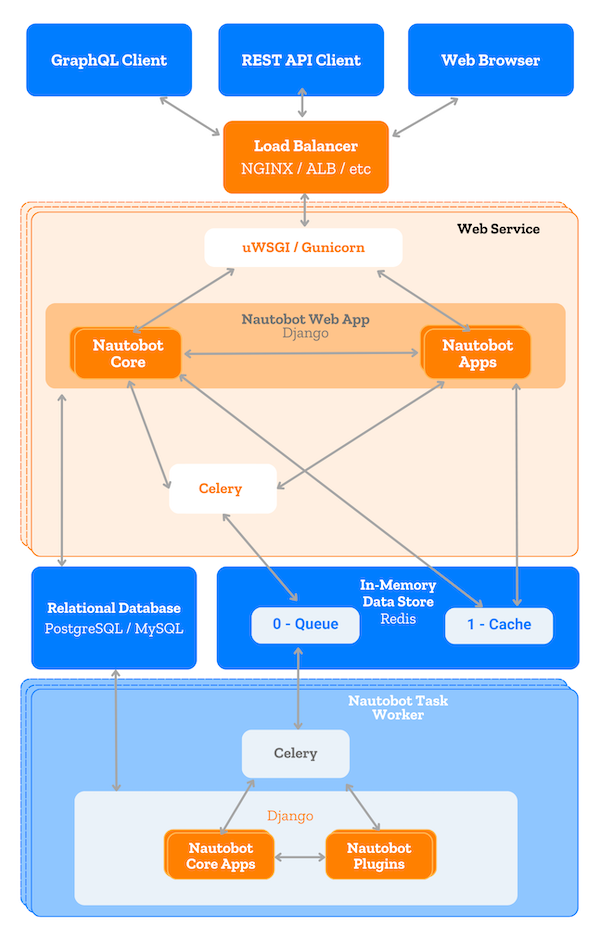 GraphQL Client
REST API Client
Web Browser
Load Balancer
NGINX / ALB / etc
Web Service
uWSGI / Gunicorn
Nautobot Web App
Django
Nautobot
Core
Nautobot
Apps
Celery
Relational Database
PostgreSQL / MySQL
In-Memory
Data Store
Redis
0 - Queue
1 - Cache
Nautobot Task
Worker
Celery
Django
Nautobot
Core Apps
Nautobot
Plugins